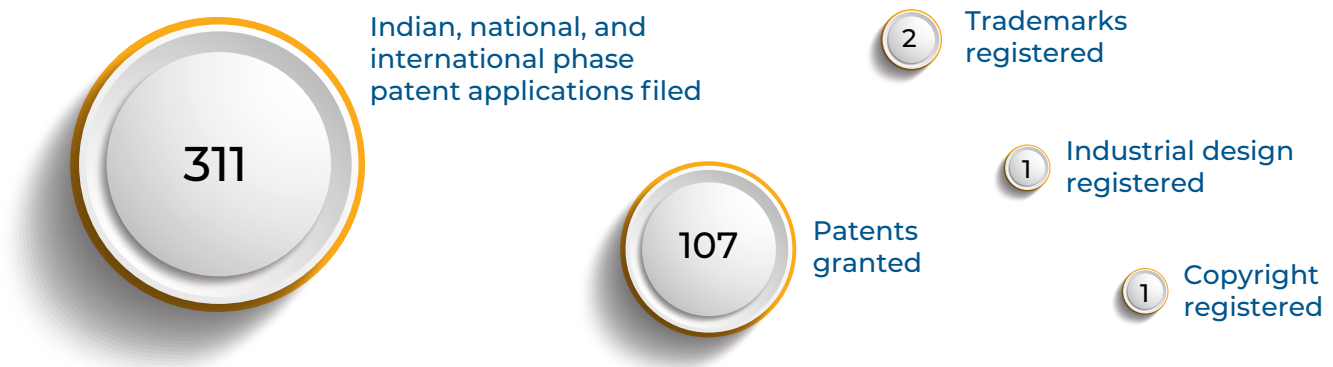 311
Indian, national, and
international phase
patent applications filed
107
Patents
granted
2
Trademarks
registered
1
Industrial design
registered
1
Copyright
registered